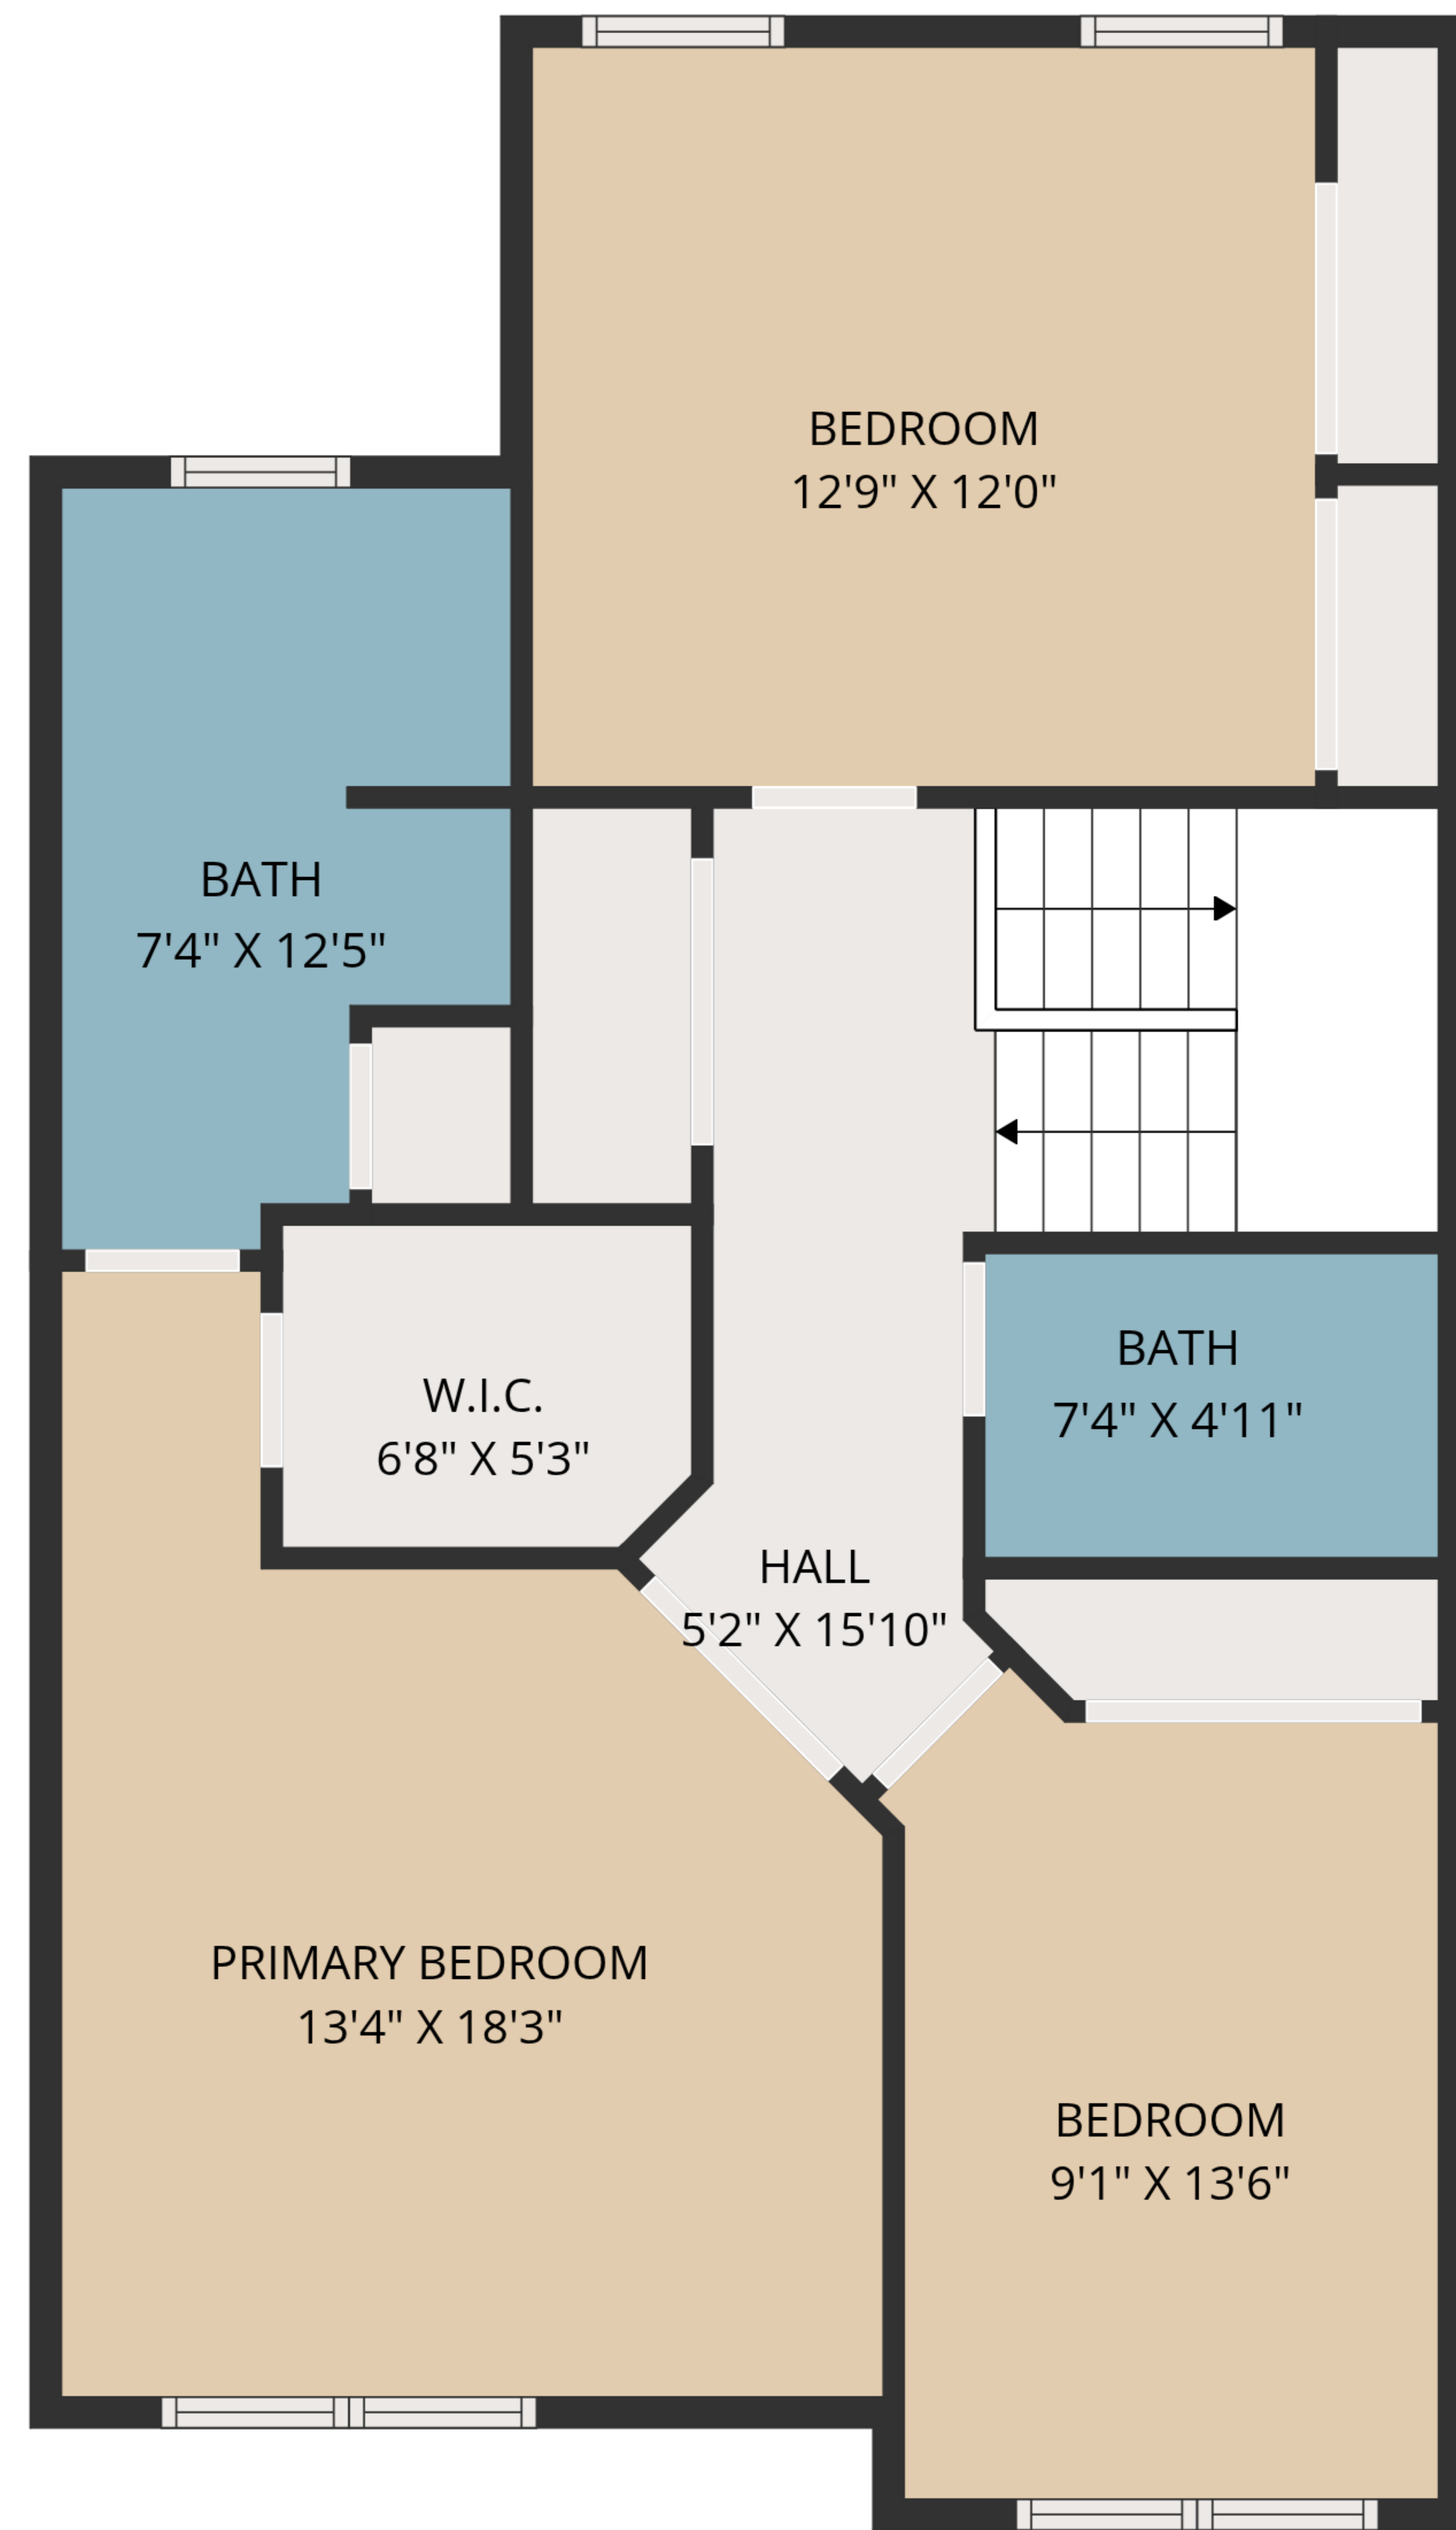 BEDROOM
12'9" X 12'0"
BATH
7'4" X 12'5"
BATH
7'4" X 4'11"
W.I.C.
6'8" X 5'3"
HALL
5'2" X 15'10"
PRIMARY BEDROOM
13'4" X 18'3"
BEDROOM
9'1" X 13'6"